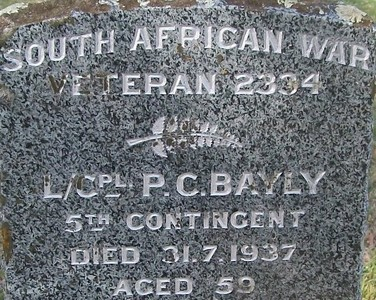 SOUTH AFRICAN WAR
VETERAN 2334
L/CPL P.C. BAYLY
5TH CONTINGENT
DIED 31.7.1937
AGED 59